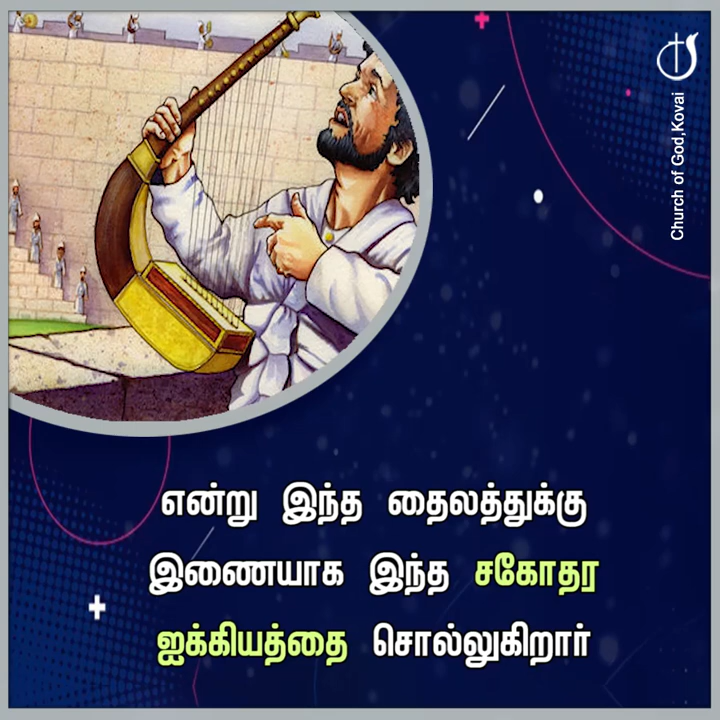 Church of God,Kovai
என்று இந்த தைலத்துக்கு
இணையாக இந்த சகோதர
ஐக்கியத்தை சொல்லுகிறார்